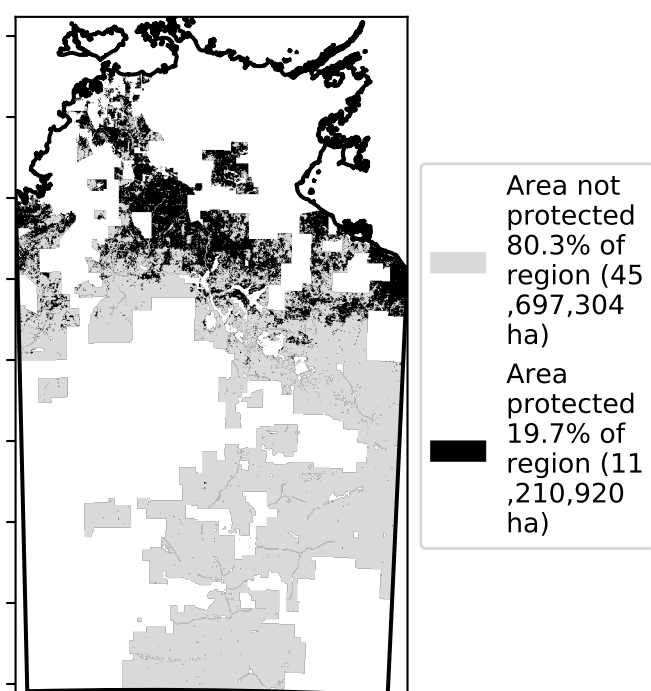 Area not
protected
80.3% of
region (45
,697,304
ha)
Area
protected
19.7% of
region (11
,210,920
ha)